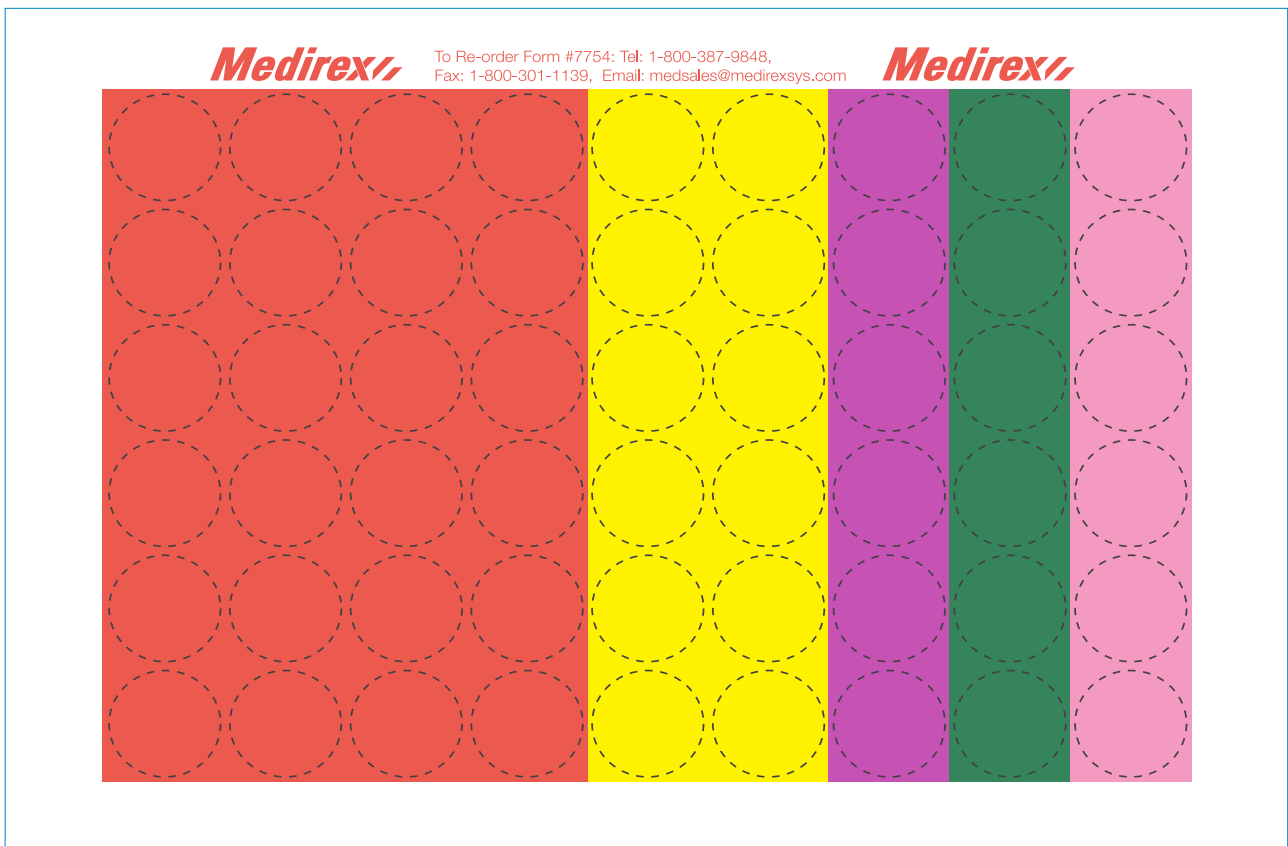 Medirex
To Re-order Form #7754: Tel: 1-800-387-9848,
Fax: 1-800-301-1139, Email: medsales@medirexsys.com
Medirex